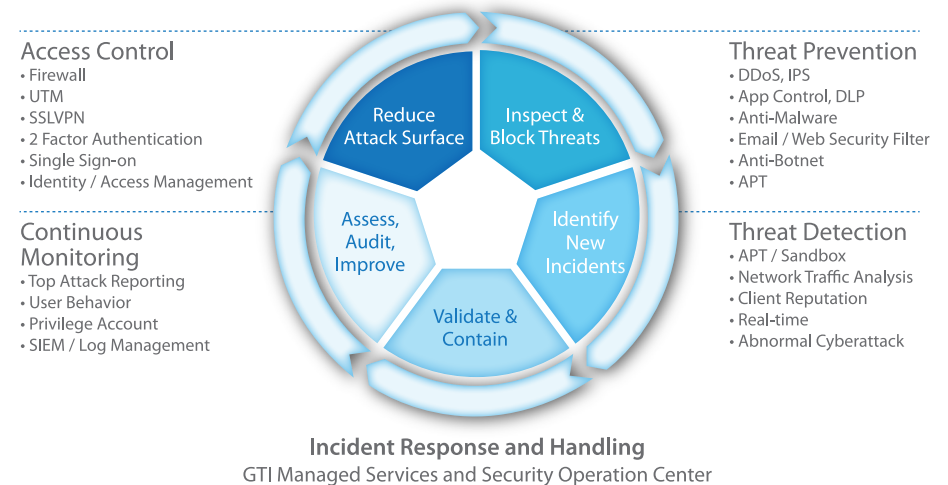 Access Control
• Firewall
• UTM
• SSLVPN
• 2 Factor Authentication
• Single Sign-on
• Identity / Access Management
Continuous
Monitoring
• Top Attack Reporting
• User Behavior
• Privilege Account
• SIEM / Log Management
Reduce
Attack Surface
Inspect &
Block Threats
Identify
New
Incidents
Validate &
Contain
Assess,
Audit,
Improve
Threat Prevention
• DDoS, IPS
• App Control, DLP
• Anti-Malware
• Email / Web Security Filter
• Anti-Botnet
• APT
Threat Detection
• APT / Sandbox
• Network Traffic Analysis
• Client Reputation
• Real-time
• Abnormal Cyberattack
Incident Response and Handling
GTI Managed Services and Security Operation Center